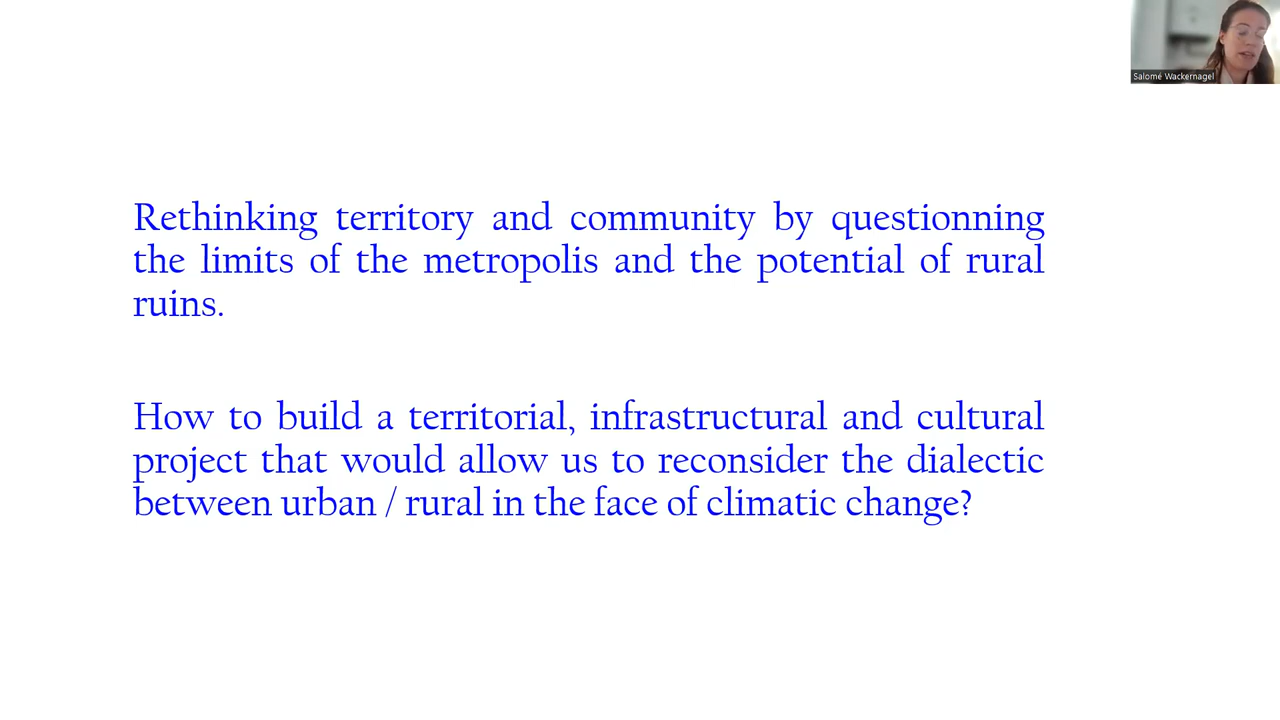 Salomé Wackernagel
Rethinking territory and community by questionning
the limits of the metropolis and the potential of rural
ruins.
How to build a territorial, infrastructural and cultural
project that would allow us to reconsider the dialectic
between urban / rural in the face of climatic change?